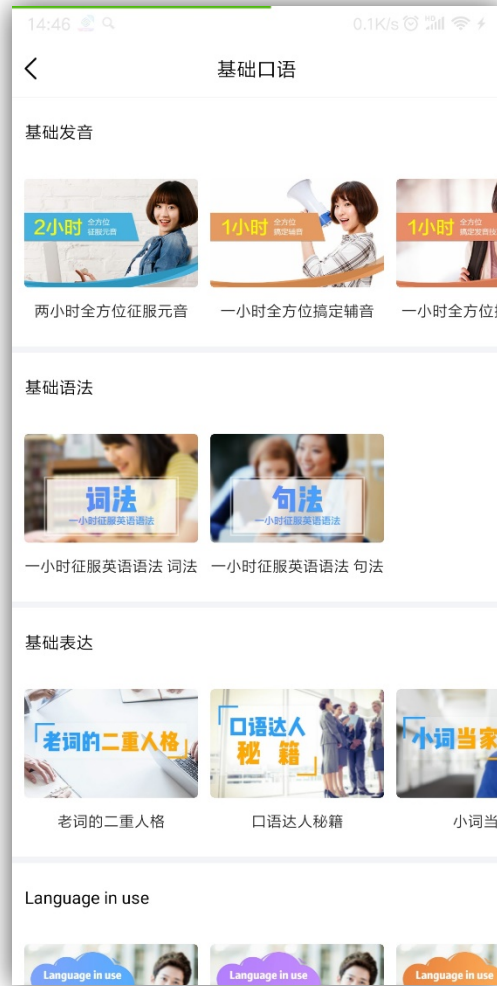 14:46
0.1K/s
基础口语
基础发音
2小时 全方位
征服元音
1小时 全方位
搞定辅音
1小时 全方位
两小时全方位征服元音
一小时全方位搞定辅音
一小时全方位
基础语法
词法
一小时征服英语语法
句法
一小时征服英语语法
一小时征服英语语法 词法
一小时征服英语语法 句法
基础表达
「老词的二重人格」
「口语达人
秘 籍」
「小词当家
老词的二重人格
口语达人秘籍
小词当
Language in use
Language in use
Language in use
Language in use